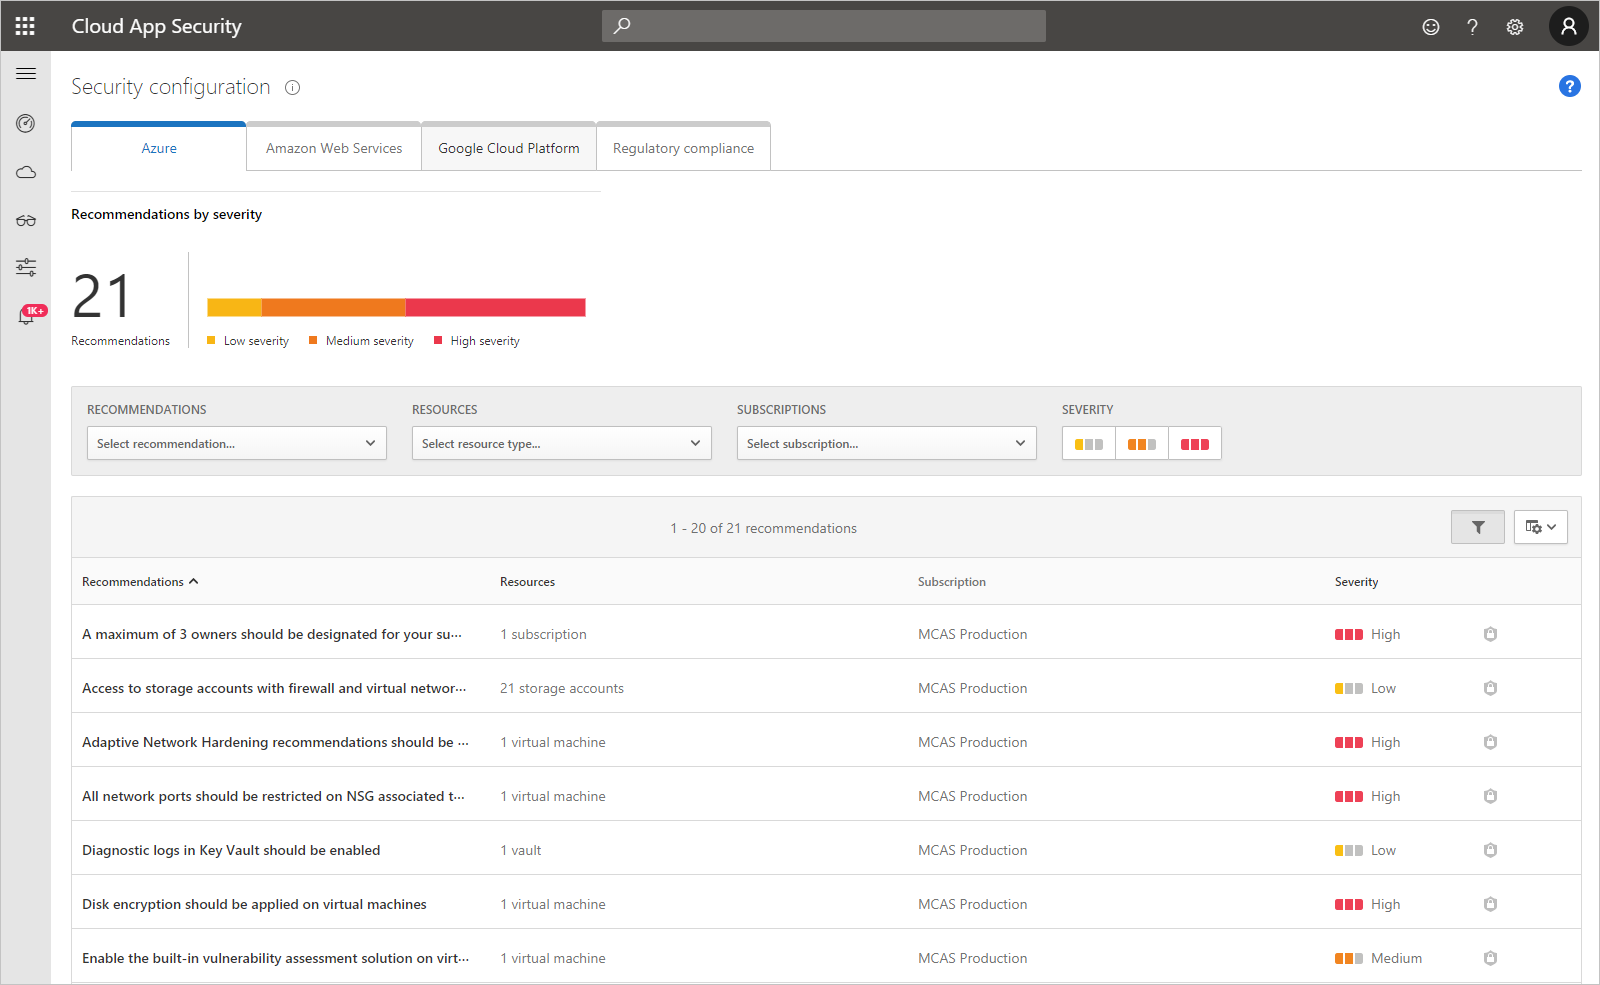 Cloud App Security
Security configuration
Azure
Amazon Web Services
Google Cloud Platform
Regulatory compliance
Recommendations by severity
21
Recommendations
Low severity
Medium severity
High severity
1K+
RECOMMENDATIONS
RESOURCES
SUBSCRIPTIONS
SEVERITY
Select recommendation...
Select resource type...
Select subscription...
1 - 20 of 21 recommendations
Recommendations Resources Subscription Severity
A maximum of 3 owners should be designated for your su... 1 subscription MCAS Production High
Access to storage accounts with firewall and virtual networ... 21 storage accounts MCAS Production Low
Adaptive Network Hardening recommendations should be ... 1 virtual machine MCAS Production High
All network ports should be restricted on NSG associated t... 1 virtual machine MCAS Production High
Diagnostic logs in Key Vault should be enabled 1 vault MCAS Production Low
Disk encryption should be applied on virtual machines 1 virtual machine MCAS Production High
Enable the built-in vulnerability assessment solution on virt... 1 virtual machine MCAS Production Medium